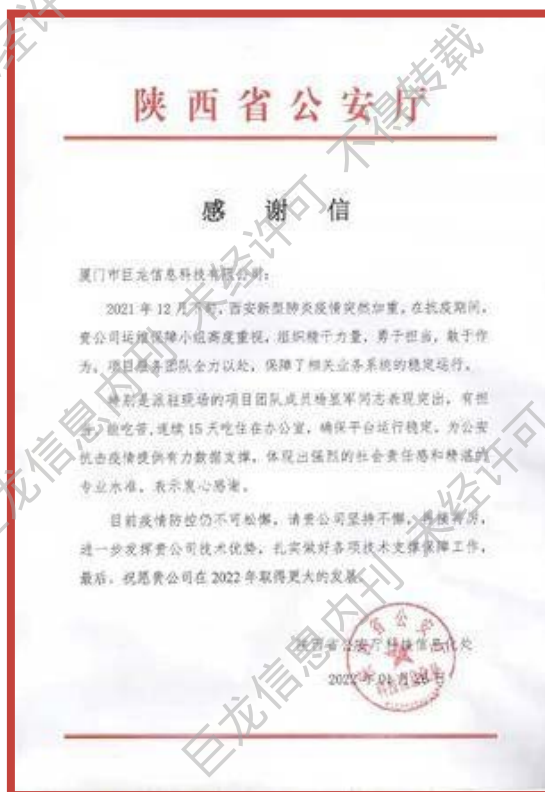 陕西省公安厅
感 谢 信
厦门市巨龙信息科技有限公司：
2021年12月下旬，西安新型肺炎疫情突然加重，在抗疫期间，
贵公司运维保障小组高度重视，组织精干力量，勇于担当，敢于作
为，项目服务团队全力以赴，保障了相关业务系统的稳定运行。
特别是派驻现场的项目团队成员杨显军同志表现突出，有担
当，能吃苦，连续15天吃住在办公室，确保平台运行稳定，为公安
抗击疫情提供有力数据支撑，体现出强烈的社会责任感和精湛的
专业水准，表示衷心感谢。
目前疫情防控仍不可松懈，请贵公司坚持不懈，再接再厉，
进一步发挥贵公司技术优势，扎实做好各项技术支撑保障工作，
最后，祝愿贵公司在2022年取得更大的发展。
陕西省公安厅科技信息化处
2022年01月26日
巨龙信息内刊 未经许可 不得转载
巨龙信息内刊 未经许可